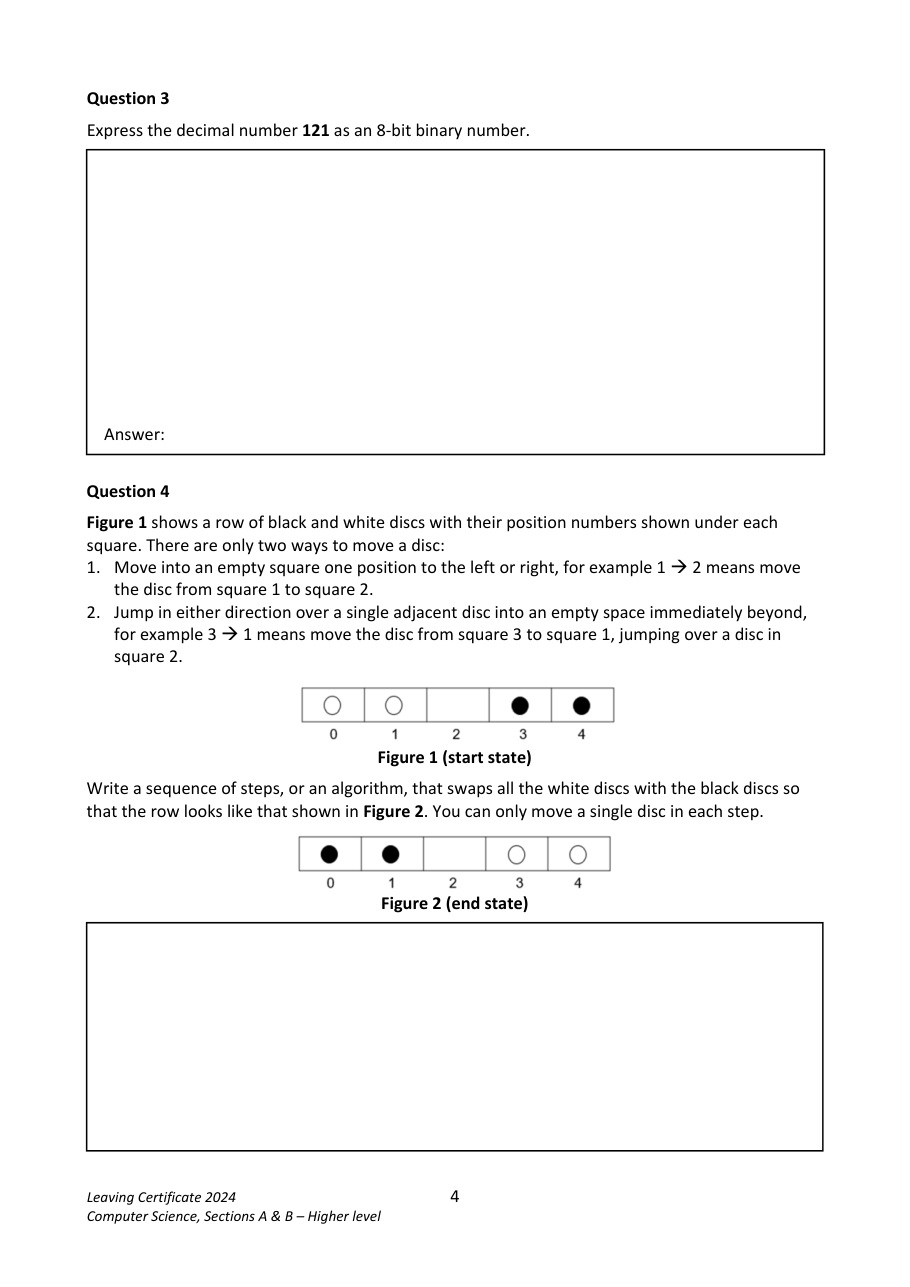 Question 3
Express the decimal number 121 as an 8-bit binary number.
Answer:
Question 4
Figure 1 shows a row of black and white discs with their position numbers shown under each
square. There are only two ways to move a disc:
1. Move into an empty square one position to the left or right, for example 1 → 2 means move
the disc from square 1 to square 2.
2. Jump in either direction over a single adjacent disc into an empty space immediately beyond,
for example 3 → 1 means move the disc from square 3 to square 1, jumping over a disc in
square 2.
0 1 2 3 4
Figure 1 (start state)
Write a sequence of steps, or an algorithm, that swaps all the white discs with the black discs so
that the row looks like that shown in Figure 2. You can only move a single disc in each step.
0 1 2 3 4
Figure 2 (end state)
Leaving Certificate 2024 4
Computer Science, Sections A & B – Higher level